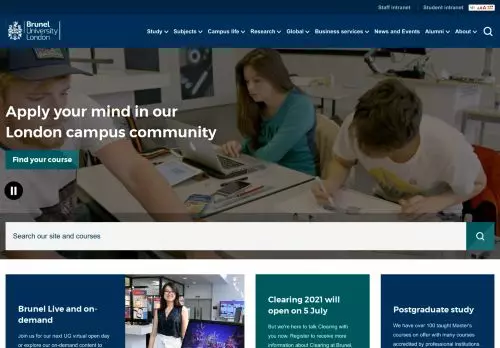 Staff intranet
Student intranet
Brunel
University
London
Study
Subjects
Campus life
Research
Global
Business services
News and Events
Alumni
About
Apply your mind in our
London campus community
Find your course
Search our site and courses
Brunel Live and on-
demand
Join us for our next UG virtual open day
or explore our on-demand content to
Clearing 2021 will
open on 5 July
But we're here to talk Clearing with
you now. Register to receive more
information about Clearing at Brunel,
Postgraduate study
We have over 100 taught Master's
courses on offer with many courses
accredited by professional institutions.